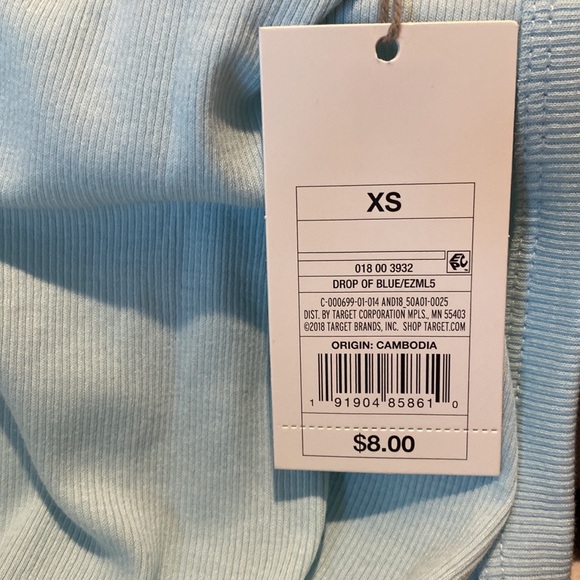 XS
018 00 3932
DROP OF BLUE/EZML5
C-000699-01-014 AND18_50A01-0025
DIST. BY TARGET CORPORATION MPLS., MN 55403
©2018 TARGET BRANDS, INC. SHOP TARGET.COM
ORIGIN: CAMBODIA
1 91904 85861 0
$8.00